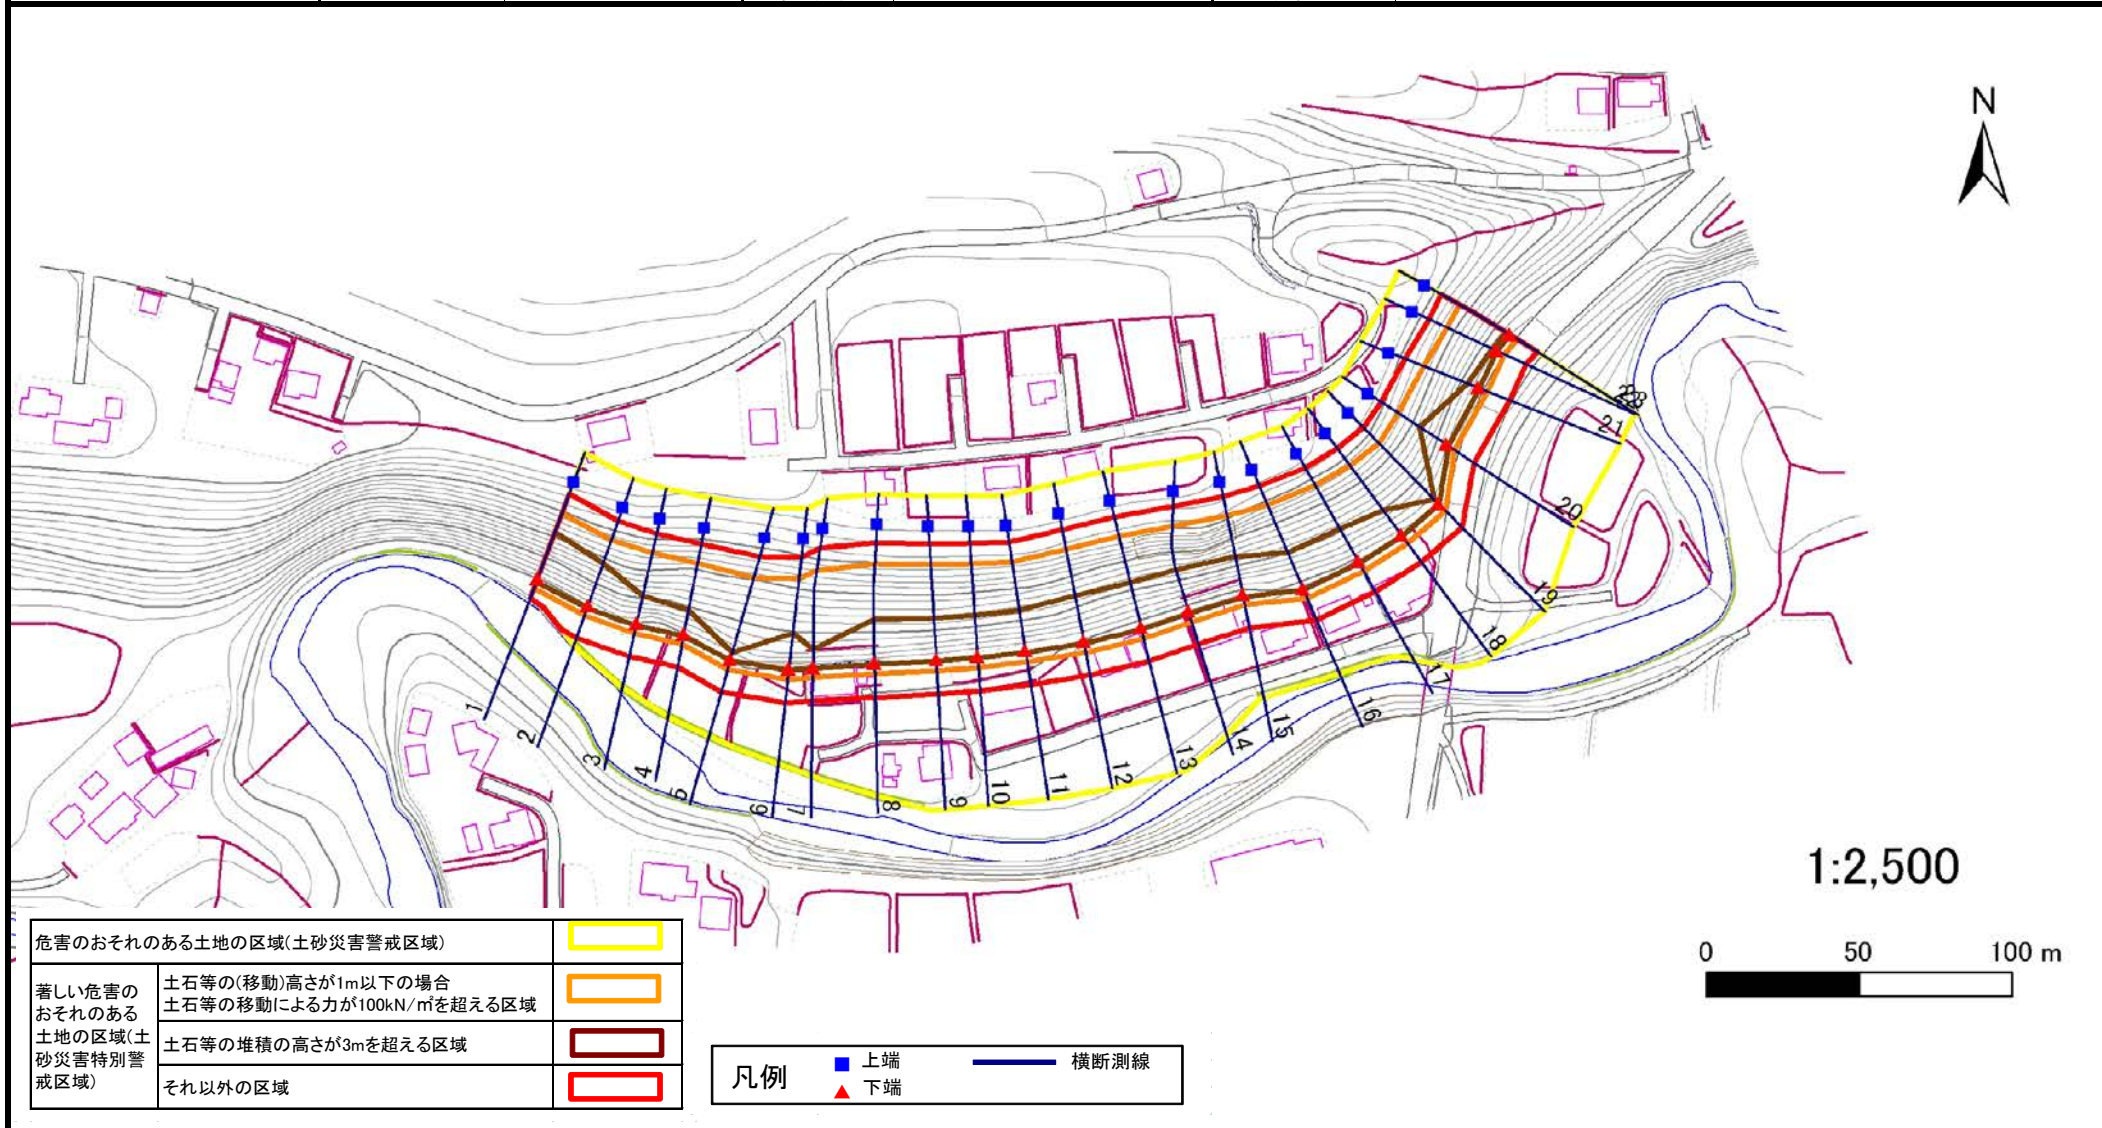 N
1
2
3
4
5
6
7
8
9
10
11
12
13
14
15
16
17
18
19
20
21
23
1:2,500
0 50 100 m
危害のおそれのある土地の区域(土砂災害警戒区域)
著しい危害の
おそれのある
土地の区域(土
砂災害特別警
戒区域)
土石等の(移動)高さが1m以下の場合
土石等の移動による力が100kN/㎡を超える区域
土石等の堆積の高さが3mを超える区域
それ以外の区域
凡例
上端
下端
横断測線